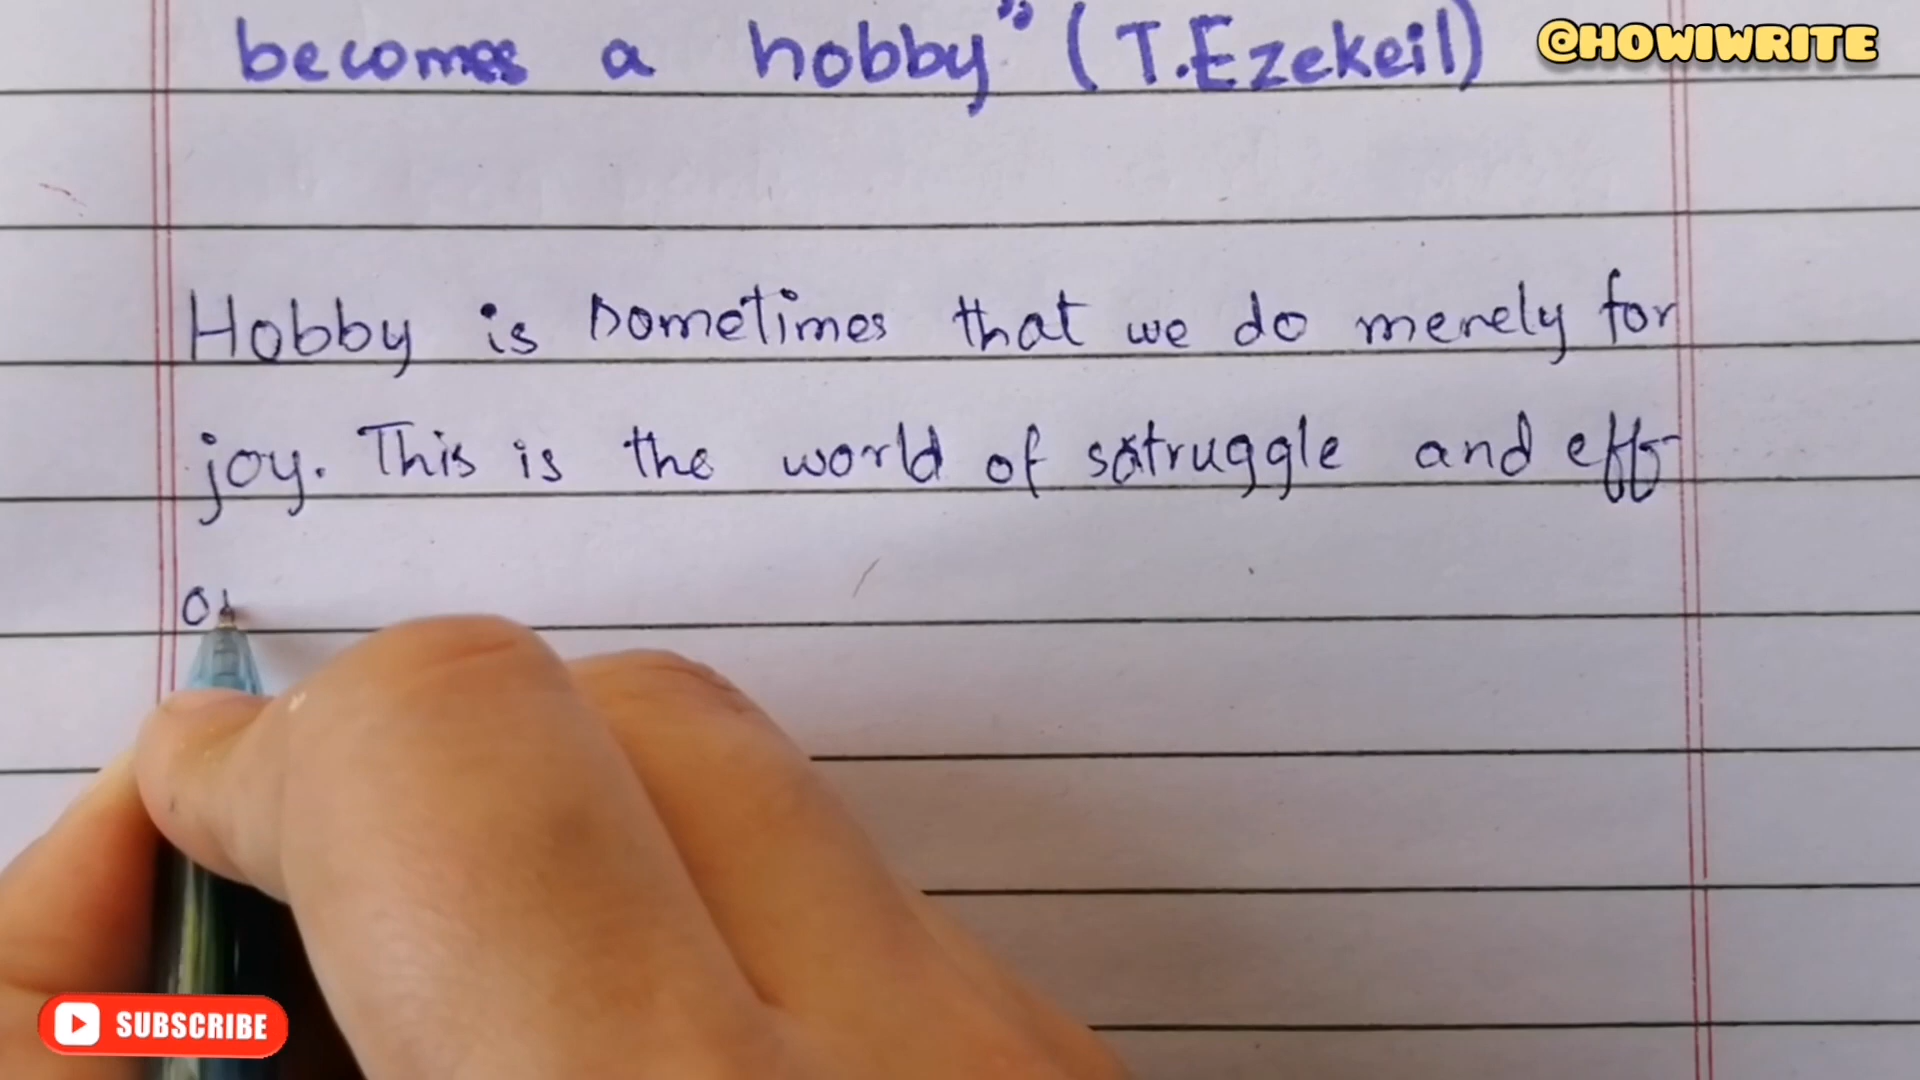 becomes a hobby" (T.Ezekeil)
@HOWIWRITE
Hobby is sometimes that we do merely for
joy. This is the world of struggle and eff-
SUBSCRIBE